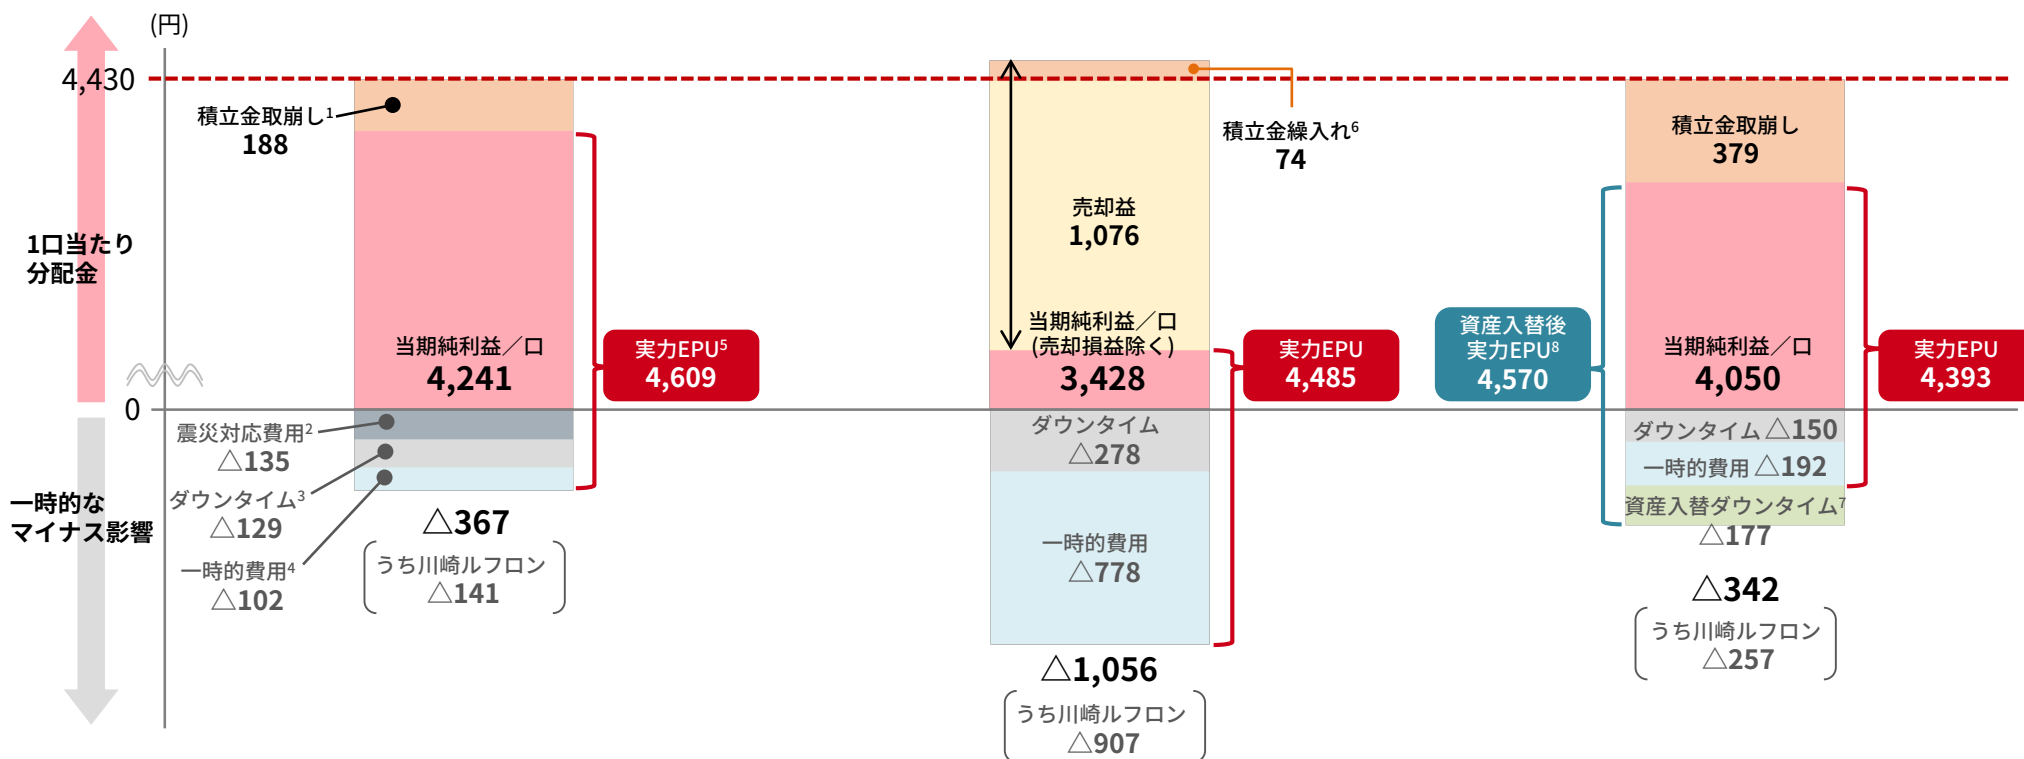 (円)
4,430
積立金取崩し1
188
1口当たり
分配金
当期純利益／口
4,241
実力EPU5
4,609
0
震災対応費用2
△135
ダウンタイム3
△129
一時的費用4
△102
一時的な
マイナス影響
△367
うち川崎ルフロン
△141
積立金繰入れ6
74
売却益
1,076
当期純利益／口
(売却損益除く)
3,428
実力EPU
4,485
ダウンタイム
△278
一時的費用
△778
△1,056
うち川崎ルフロン
△907
積立金取崩し
379
資産入替後
実力EPU8
4,570
当期純利益／口
4,050
実力EPU
4,393
ダウンタイム △150
一時的費用 △192
資産入替ダウンタイム7
△177
△342
うち川崎ルフロン
△257